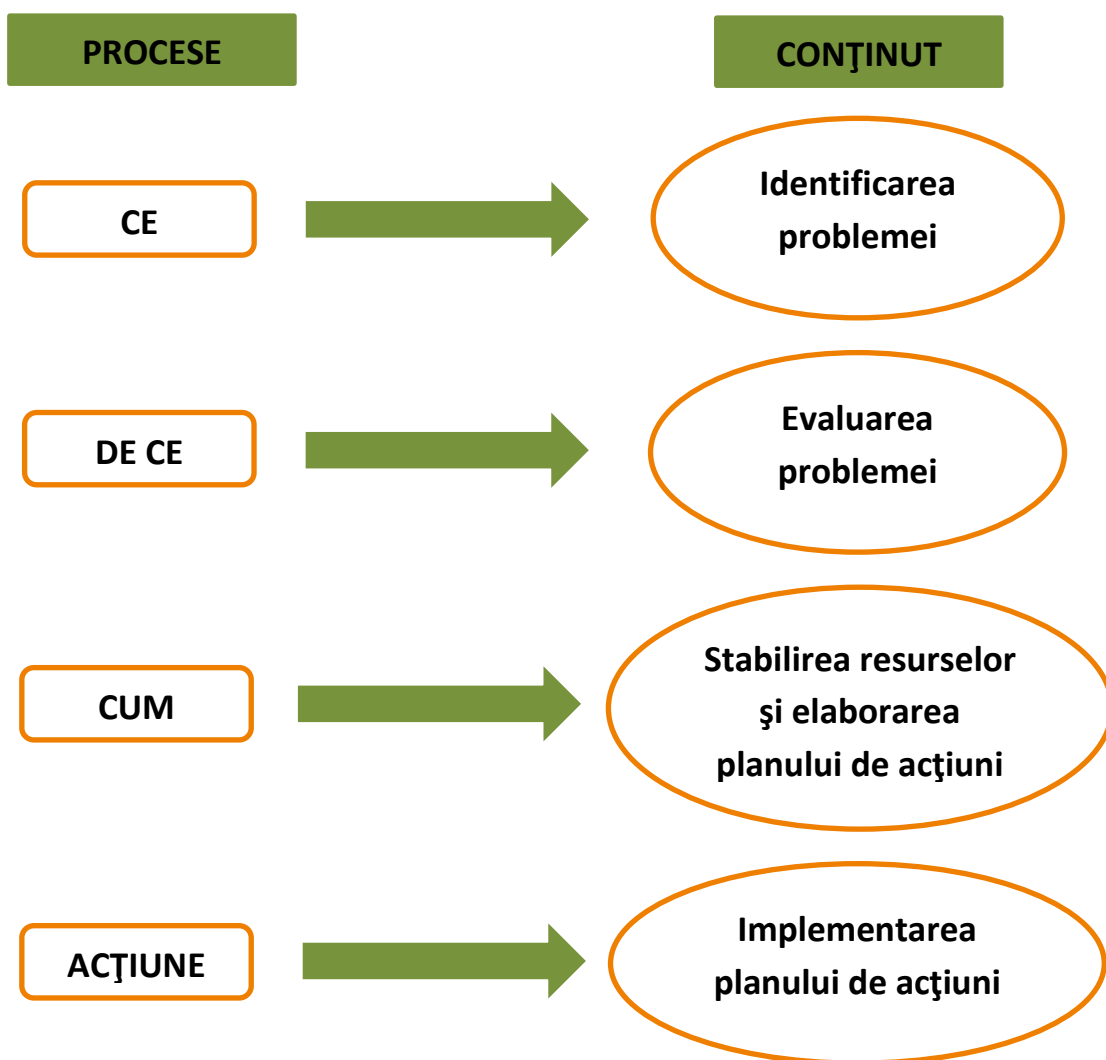 PROCESE
CONŢINUT
CE
Identificarea
problemei
DE CE
Evaluarea
problemei
CUM
Stabilirea resurselor
şi elaborarea
planului de acţiuni
ACŢIUNE
Implementarea
planului de acţiuni